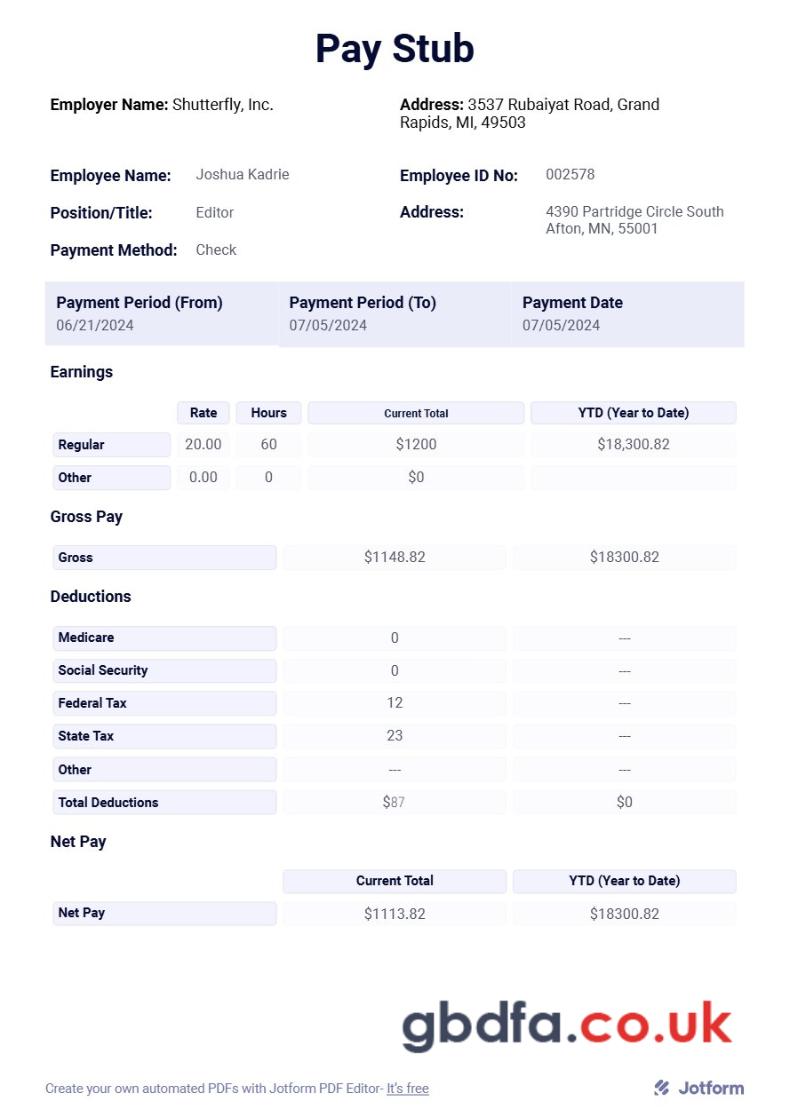 Pay Stub
Employer Name: Shutterfly, Inc.
Address: 3537 Rubaiyat Road, Grand
Rapids, MI, 49503
Employee Name: Joshua Kadrie
Employee ID No: 002578
Position/Title: Editor
Address: 4390 Partridge Circle South
Afton, MN, 55001
Payment Method: Check
Payment Period (From) Payment Period (To) Payment Date
06/21/2024 07/05/2024 07/05/2024
Earnings
Rate Hours Current Total YTD (Year to Date)
Regular 20.00 60 $1200 $18,300.82
Other 0.00 0 $0
Gross Pay
Gross $1148.82 $18300.82
Deductions
Medicare 0 ---
Social Security 0 ---
Federal Tax 12 ---
State Tax 23 ---
Other --- ---
Total Deductions $87 $0
Net Pay
Current Total YTD (Year to Date)
Net Pay $1113.82 $18300.82
gbdfa.co.uk
Create your own automated PDFs with Jotform PDF Editor- It's free
Jotform